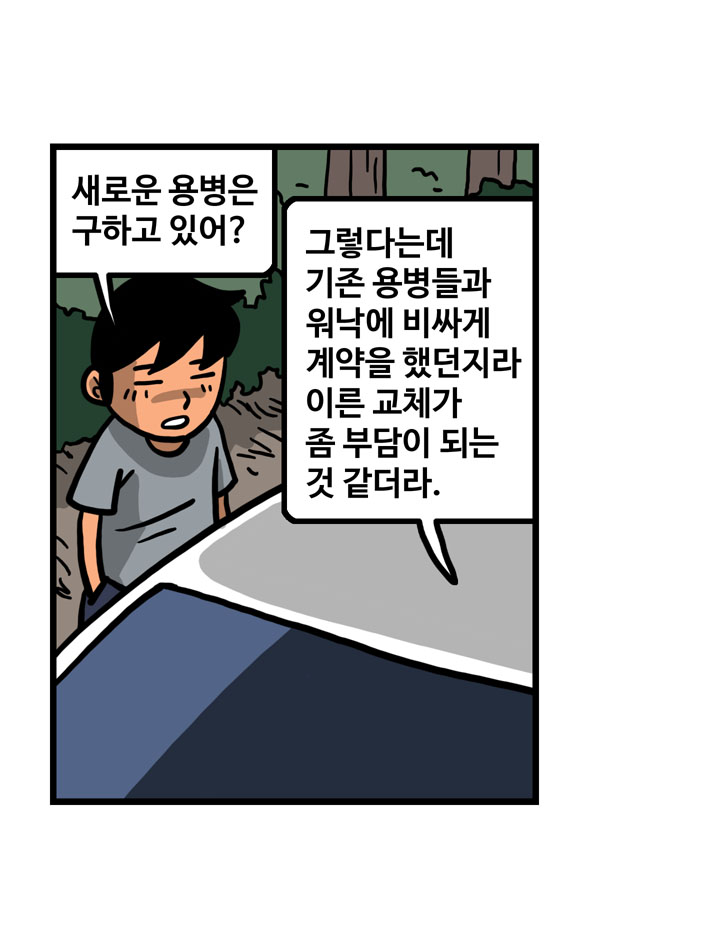 새로운 용병은
구하고 있어?
그렇다는데
기존 용병들과
워낙에 비싸게
계약을 했던지라
이른 교체가
좀 부담이 되는
것 같더라.